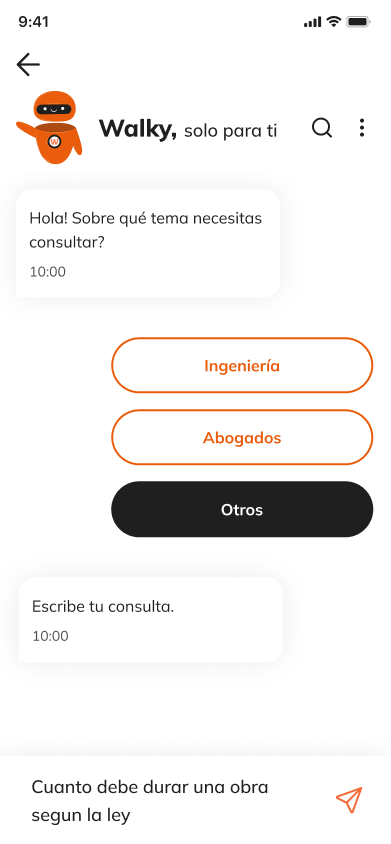 9:41
Walky, solo para ti
W
Hola! Sobre qué tema necesitas
consultar?
10:00
Ingeniería
Abogados
Otros
Escribe tu consulta.
10:00
Cuanto debe durar una obra
segun la ley